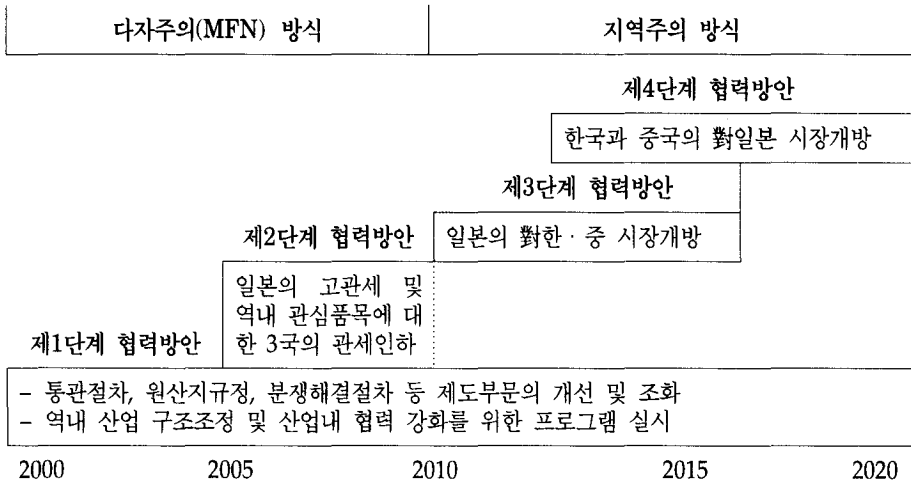 다자주의(MFN) 방식
지역주의 방식
제4단계 협력방안
한국과 중국의 對일본 시장개방
제3단계 협력방안
일본의 對한·중 시장개방
제2단계 협력방안
일본의 고관세 및
역내 관심품목에 대
한 3국의 관세인하
제1단계 협력방안
- 통관절차, 원산지규정, 분쟁해결절차 등 제도부문의 개선 및 조화
- 역내 산업 구조조정 및 산업내 협력 강화를 위한 프로그램 실시
2000 2005 2010 2015 2020